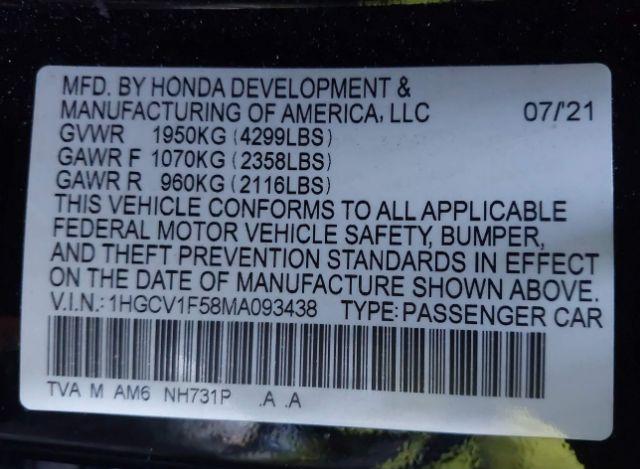 MFD. BY HONDA DEVELOPMENT &
MANUFACTURING OF AMERICA, LLC 07/'21
GVWR 1950KG (4299LBS)
GAWR F 1070KG (2358LBS)
GAWR R 960KG (2116LBS)
THIS VEHICLE CONFORMS TO ALL APPLICABLE
FEDERAL MOTOR VEHICLE SAFETY, BUMPER,
AND THEFT PREVENTION STANDARDS IN EFFECT
ON THE DATE OF MANUFACTURE SHOWN ABOVE.
V.I.N.:1HGCV1F58MA093438 TYPE:PASSENGER CAR
TVA M AM6 NH731P .A .A